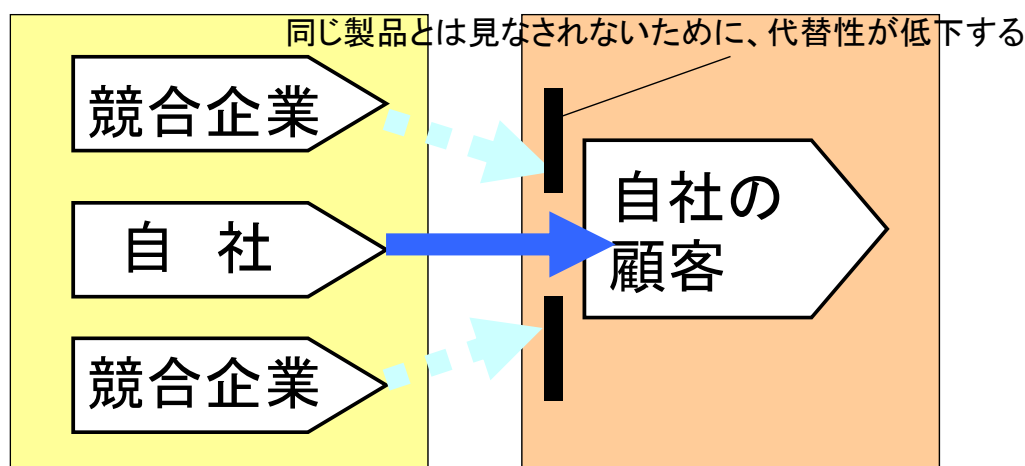 同じ製品とは見なされないために、代替性が低下する
競合企業
自 社
競合企業
自社の
顧客